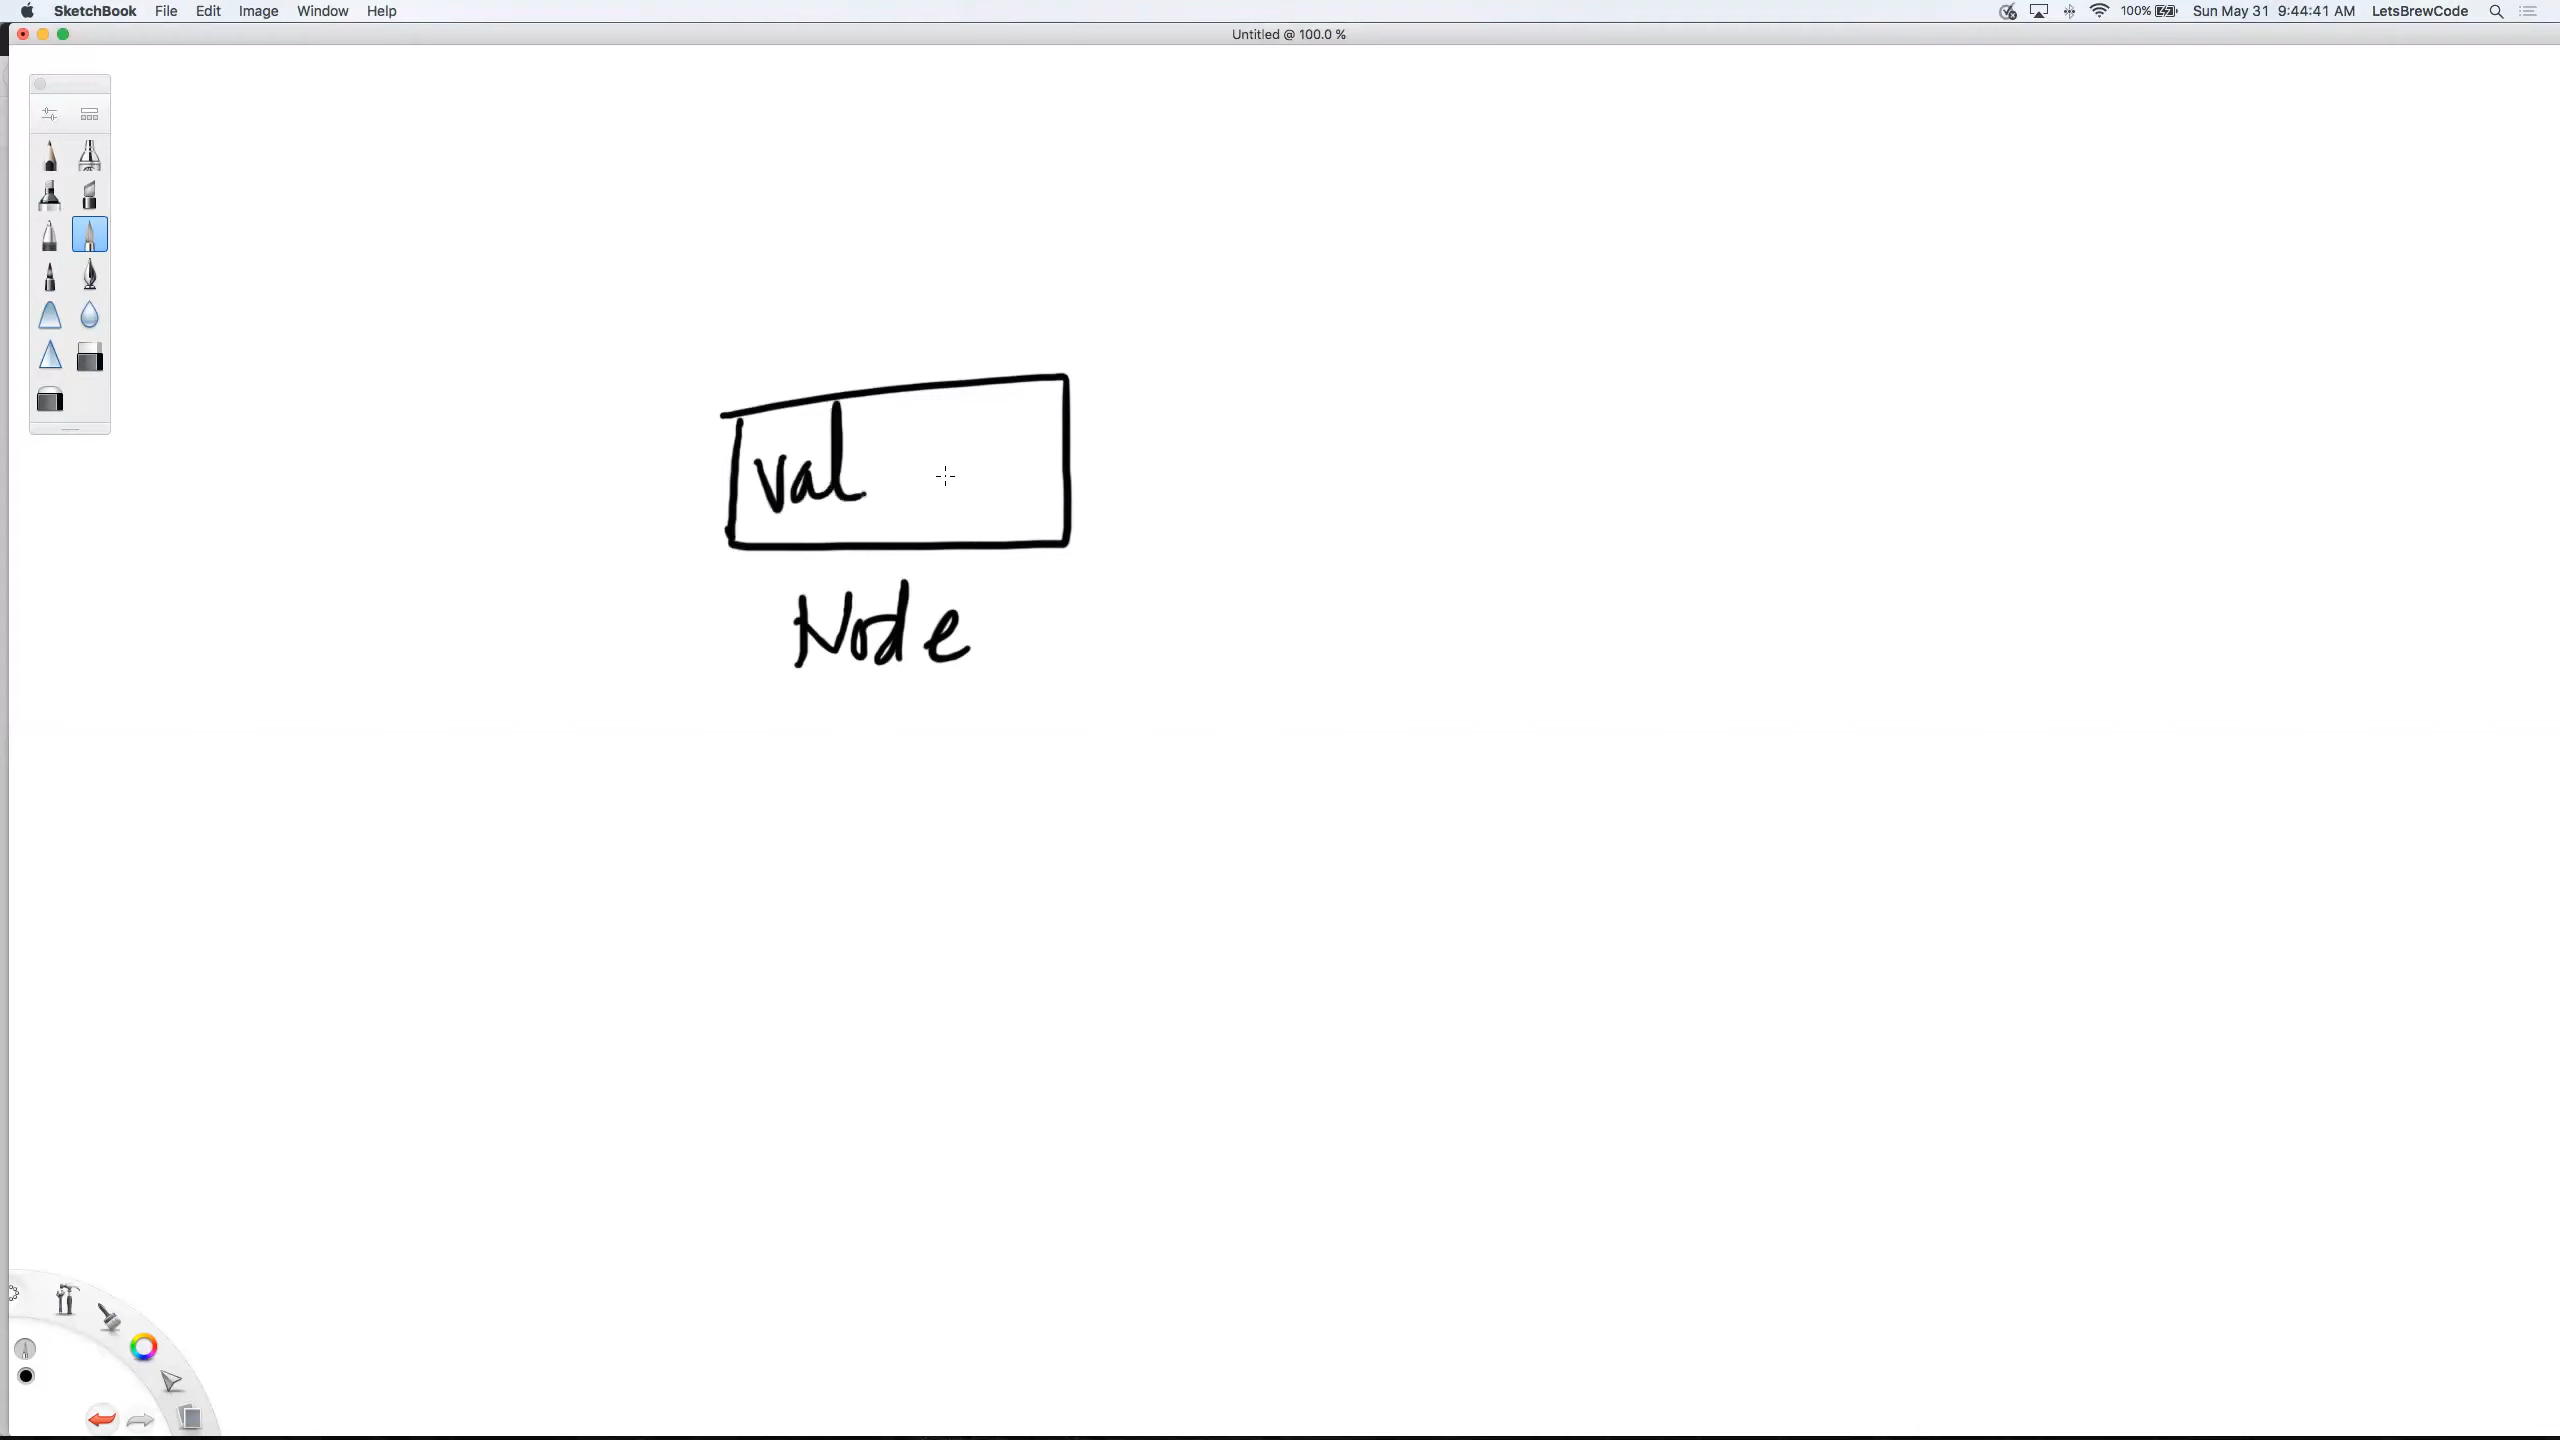 SketchBook File Edit Image Window Help 100% Sun May 31 9:44:41 AM LetsBrewCode
Untitled @ 100.0 %
val
Node